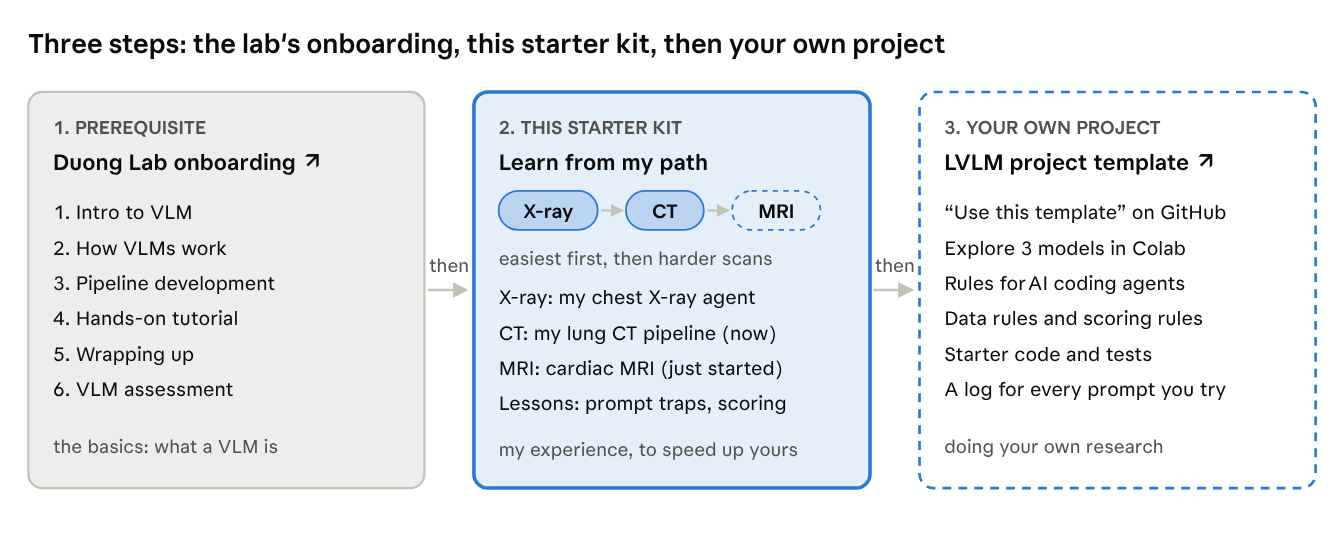 Three steps: the lab's onboarding, this starter kit, then your own project
1. PREREQUISITE
Duong Lab onboarding ↗
1. Intro to VLM
2. How VLMs work
3. Pipeline development
4. Hands-on tutorial
5. Wrapping up
6. VLM assessment
the basics: what a VLM is
then
2. THIS STARTER KIT
Learn from my path
X-ray CT MRI
easiest first, then harder scans
X-ray: my chest X-ray agent
CT: my lung CT pipeline (now)
MRI: cardiac MRI (just started)
Lessons: prompt traps, scoring
my experience, to speed up yours
then
3. YOUR OWN PROJECT
LVLM project template ↗
“Use this template” on GitHub
Explore 3 models in Colab
Rules for AI coding agents
Data rules and scoring rules
Starter code and tests
A log for every prompt you try
doing your own research